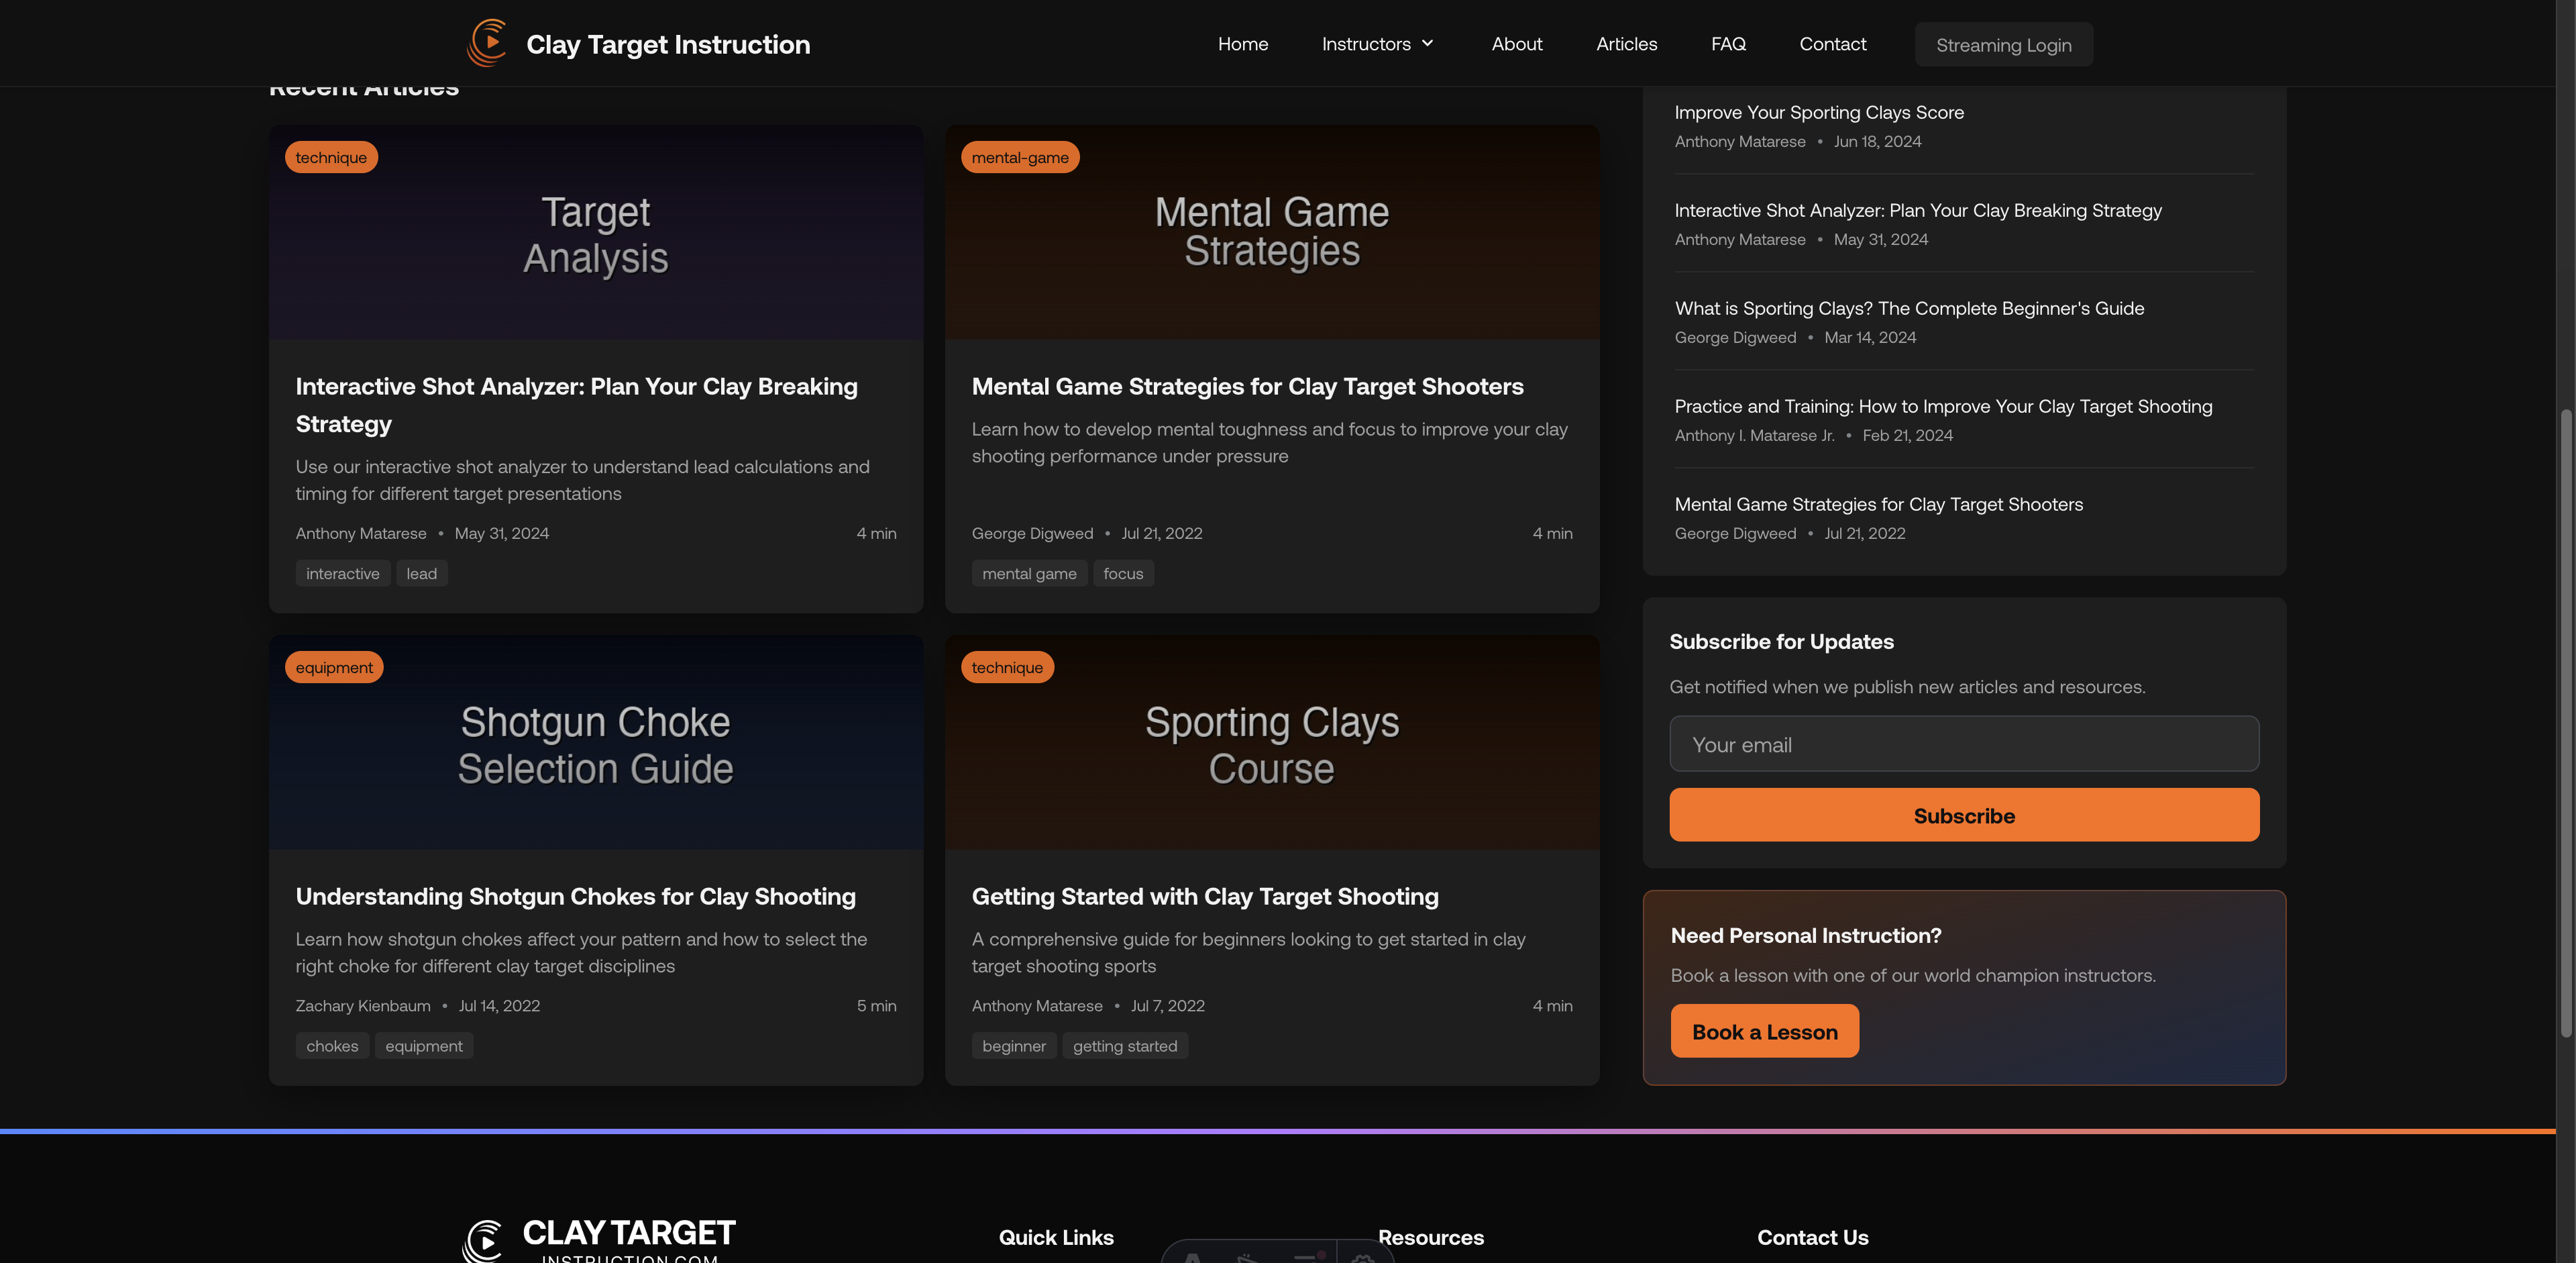 Clay Target Instruction
Home
Instructors
About
Articles
FAQ
Contact
Streaming Login
Recent Articles
technique
Target
Analysis
Interactive Shot Analyzer: Plan Your Clay Breaking
Strategy
Use our interactive shot analyzer to understand lead calculations and
timing for different target presentations
Anthony Matarese • May 31, 2024
4 min
interactive
lead
mental-game
Mental Game
Strategies
Mental Game Strategies for Clay Target Shooters
Learn how to develop mental toughness and focus to improve your clay
shooting performance under pressure
George Digweed • Jul 21, 2022
4 min
mental game
focus
equipment
Shotgun Choke
Selection Guide
Understanding Shotgun Chokes for Clay Shooting
Learn how shotgun chokes affect your pattern and how to select the
right choke for different clay target disciplines
Zachary Kienbaum • Jul 14, 2022
5 min
chokes
equipment
technique
Sporting Clays
Course
Getting Started with Clay Target Shooting
A comprehensive guide for beginners looking to get started in clay
target shooting sports
Anthony Matarese • Jul 7, 2022
4 min
beginner
getting started
Improve Your Sporting Clays Score
Anthony Matarese • Jun 18, 2024
Interactive Shot Analyzer: Plan Your Clay Breaking Strategy
Anthony Matarese • May 31, 2024
What is Sporting Clays? The Complete Beginner's Guide
George Digweed • Mar 14, 2024
Practice and Training: How to Improve Your Clay Target Shooting
Anthony I. Matarese Jr. • Feb 21, 2024
Mental Game Strategies for Clay Target Shooters
George Digweed • Jul 21, 2022
Subscribe for Updates
Get notified when we publish new articles and resources.
Your email
Subscribe
Need Personal Instruction?
Book a lesson with one of our world champion instructors.
Book a Lesson
CLAY TARGET
INSTRUCTION.COM
Quick Links
Resources
Contact Us